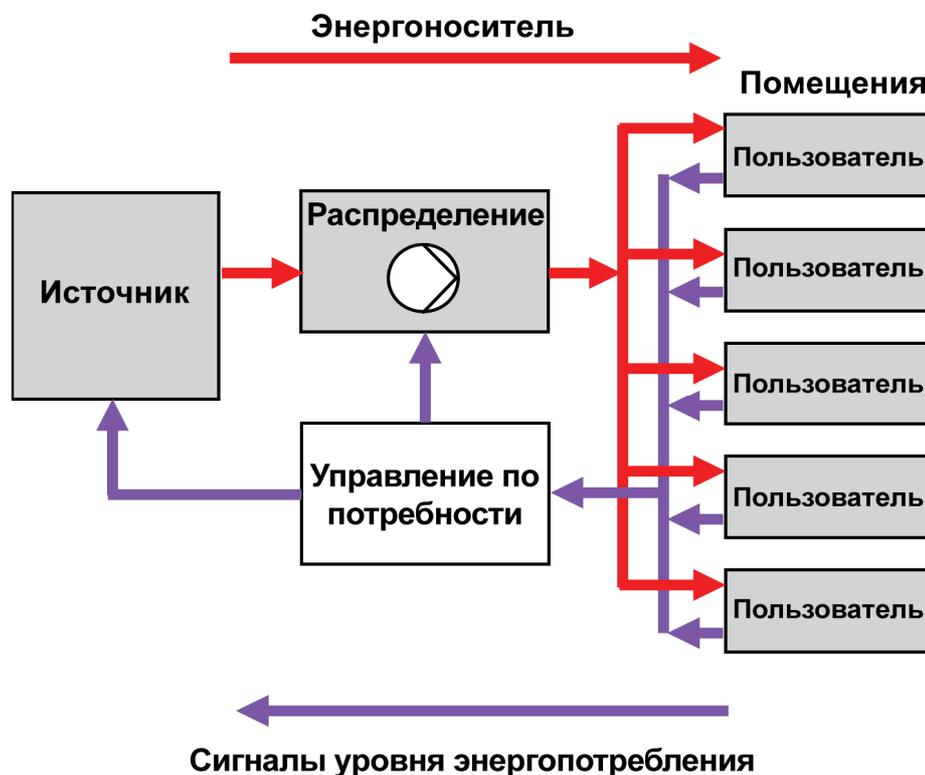 Энергоноситель
Помещения
Пользователь
Распределение
Источник
Пользователь
Пользователь
Управление по
потребности
Пользователь
Пользователь
Сигналы уровня энергопотребления